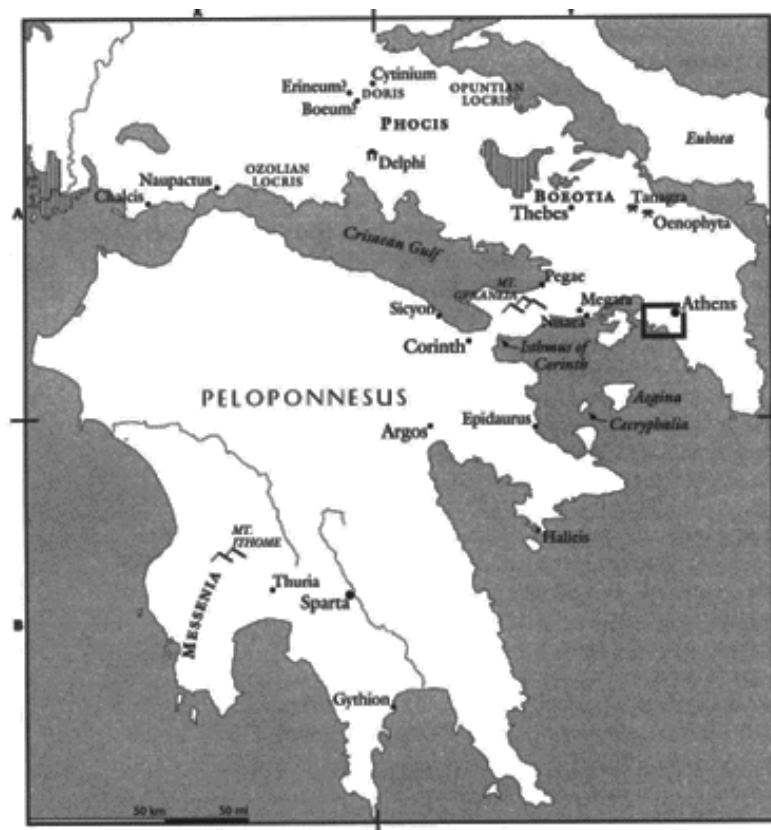 Cytinium
Erineum?
DORIS
Boeum?
OPUNTIAN
LOCRIS
PHOCIS
Euboea
Delphi
OZOLIAN
LOCRIS
Naupactus
Chalcis
BOEOTIA
Thebes
Tanagra
Oenophyta
A
Crisaean Gulf
Pegae
MT.
GERANEIA
Megara
Athens
Sicyon
Nisaea
Corinth
Isthmus of
Corinth
PELOPONNESUS
Aegina
Cecryphalia
Argos
Epidaurus
MT.
ITHOME
Halieis
Thuria
Sparta
MESSENIA
B
Gythion
50 km
50 mi